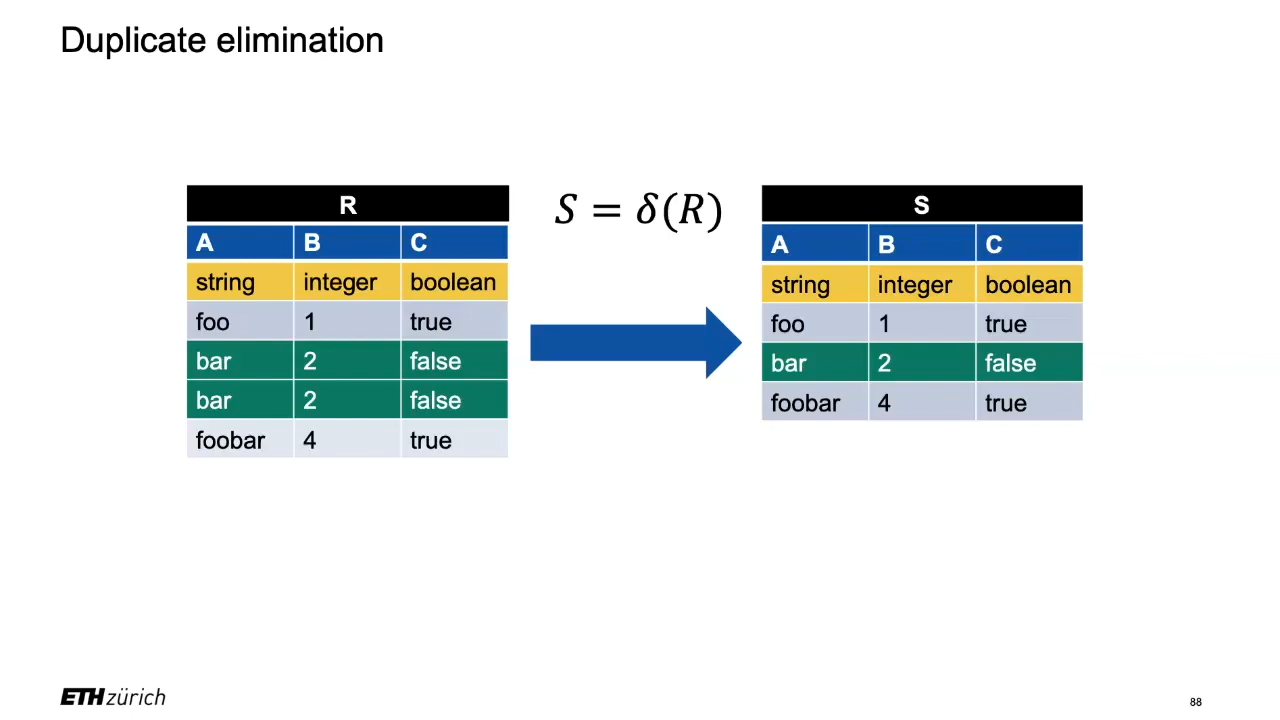 Duplicate elimination
R
A B C
string integer boolean
foo 1 true
bar 2 false
bar 2 false
foobar 4 true
S = δ(R)
S
A B C
string integer boolean
foo 1 true
bar 2 false
foobar 4 true
ETH zürich
88